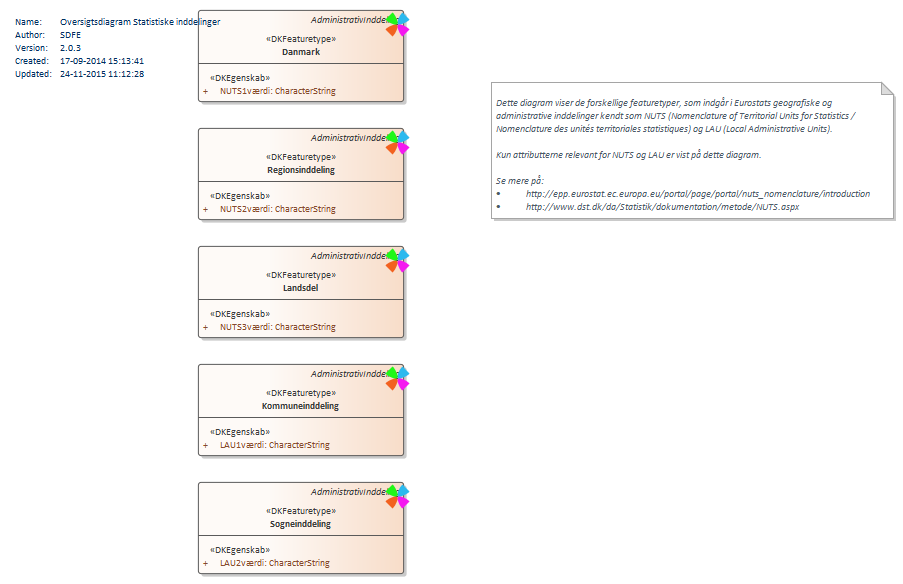 Name: Oversigtsdiagram Statistiske inddelinger
Author: SDFE
Version: 2.0.3
Created: 17-09-2014 15:13:41
Updated: 24-11-2015 11:12:28
«DKFeaturetype»
Danmark
«DKEgenskab»
+ NUTS1værdi: CharacterString
«DKFeaturetype»
Regionsinddeling
«DKEgenskab»
+ NUTS2værdi: CharacterString
«DKFeaturetype»
Landsdel
«DKEgenskab»
+ NUTS3værdi: CharacterString
«DKFeaturetype»
Kommuneinddeling
«DKEgenskab»
+ LAU1værdi: CharacterString
«DKFeaturetype»
Sogneinddeling
«DKEgenskab»
+ LAU2værdi: CharacterString
Dette diagram viser de forskellige featuretyper, som indgår i Eurostats geografiske og
administrative inddelinger kendt som NUTS (Nomenclature of Territorial Units for Statistics /
Nomenclature des unités territoriales statistiques) og LAU (Local Administrative Units).
Kun attributterne relevant for NUTS og LAU er vist på dette diagram.
Se mere på:
• http://epp.eurostat.ec.europa.eu/portal/page/portal/nuts_nomenclature/introduction
• http://www.dst.dk/da/Statistik/dokumentation/metode/NUTS.aspx